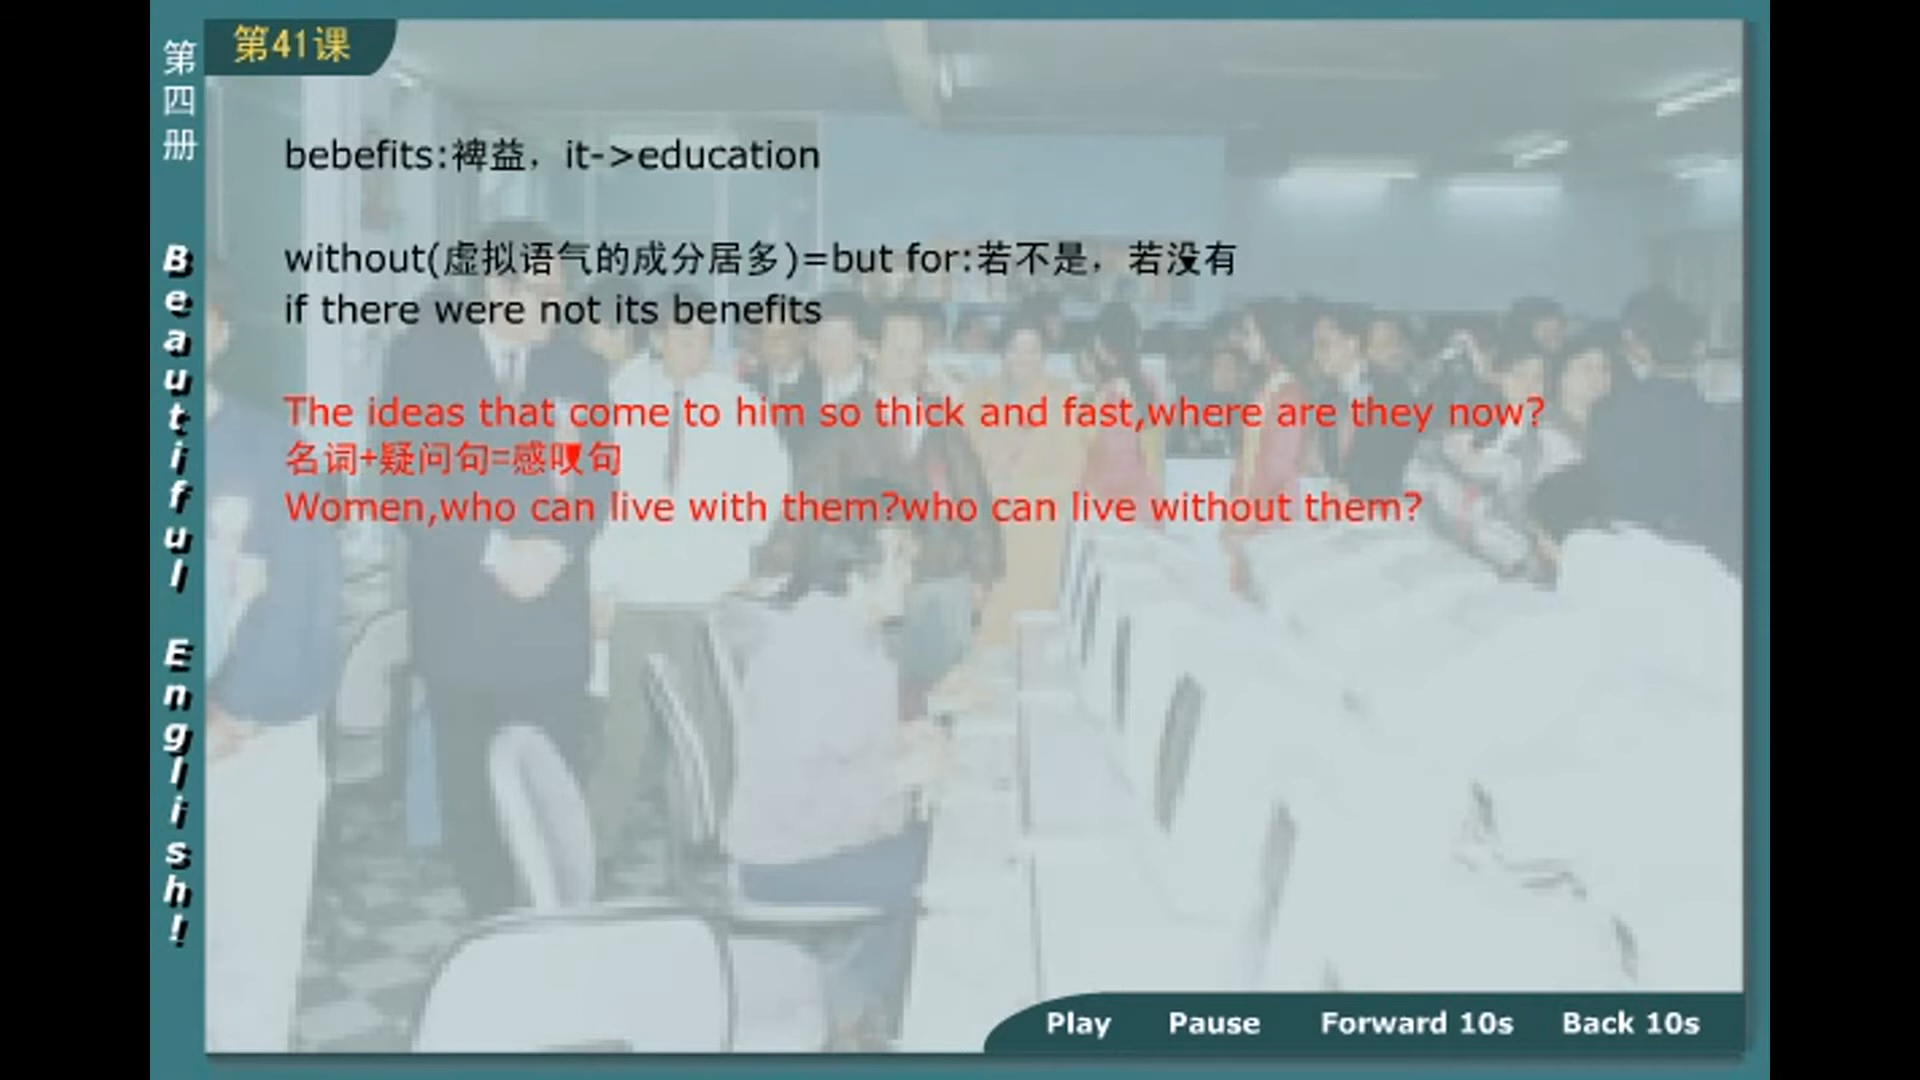 第41课
第四册
Beautiful English!
bebefits:裨益，it->education
without(虚拟语气的成分居多)=but for:若不是，若没有
if there were not its benefits
The ideas that come to him so thick and fast,where are they now?
名词+疑问句=感叹句
Women,who can live with them?who can live without them?
Play Pause Forward 10s Back 10s